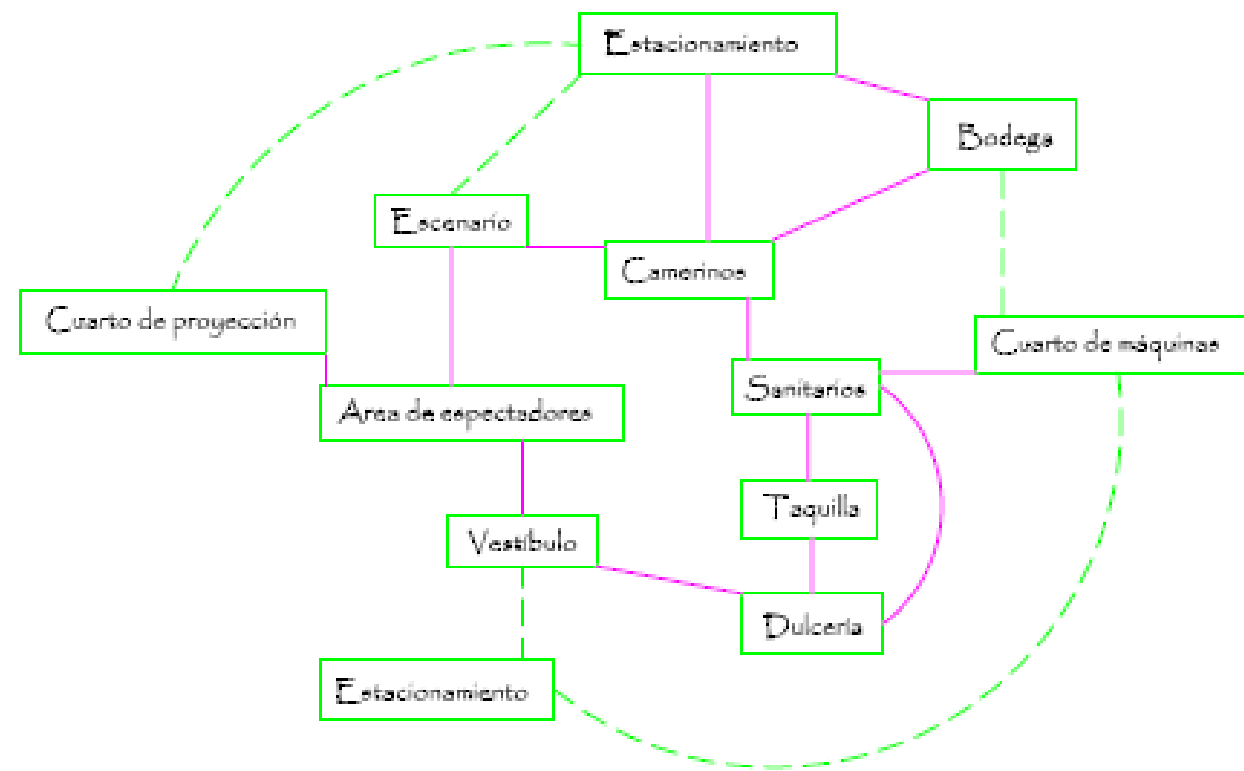 Estacionamiento
Bodega
Escenario
Camerinos
Cuarto de proyección
Cuarto de máquinas
Sanitarios
Area de espectadores
Taquilla
Vestíbulo
Dulcería
Estacionamiento